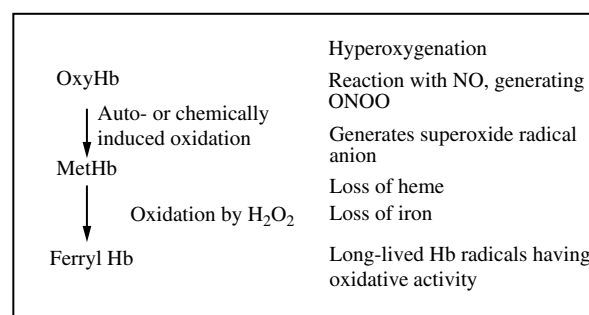 Hyperoxygenation
OxyHb
Reaction with NO, generating
ONOO
Auto- or chemically
induced oxidation
Generates superoxide radical
anion
MetHb
Loss of heme
Oxidation by H₂O₂
Loss of iron
Ferryl Hb
Long-lived Hb radicals having
oxidative activity